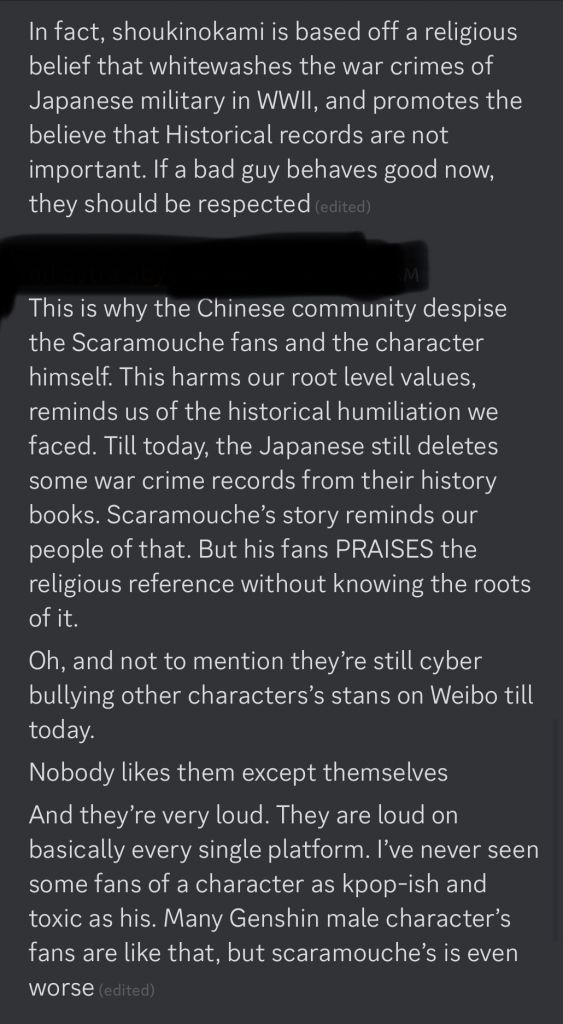 In fact, shoukinokami is based off a religious
belief that whitewashes the war crimes of
Japanese military in WWII, and promotes the
believe that Historical records are not
important. If a bad guy behaves good now,
they should be respected (edited)
This is why the Chinese community despise
the Scaramouche fans and the character
himself. This harms our root level values,
reminds us of the historical humiliation we
faced. Till today, the Japanese still deletes
some war crime records from their history
books. Scaramouche's story reminds our
people of that. But his fans PRAISES the
religious reference without knowing the roots
of it.
Oh, and not to mention they're still cyber
bullying other characters's stans on Weibo till
today.
Nobody likes them except themselves
And they're very loud. They are loud on
basically every single platform. I've never seen
some fans of a character as kpop-ish and
toxic as his. Many Genshin male character's
fans are like that, but scaramouche's is even
worse (edited)